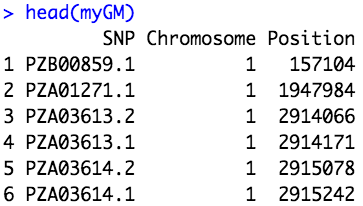 > head(myGM)
SNP Chromosome Position
1 PZB00859.1 1 157104
2 PZA01271.1 1 1947984
3 PZA03613.2 1 2914066
4 PZA03613.1 1 2914171
5 PZA03614.2 1 2915078
6 PZA03614.1 1 2915242